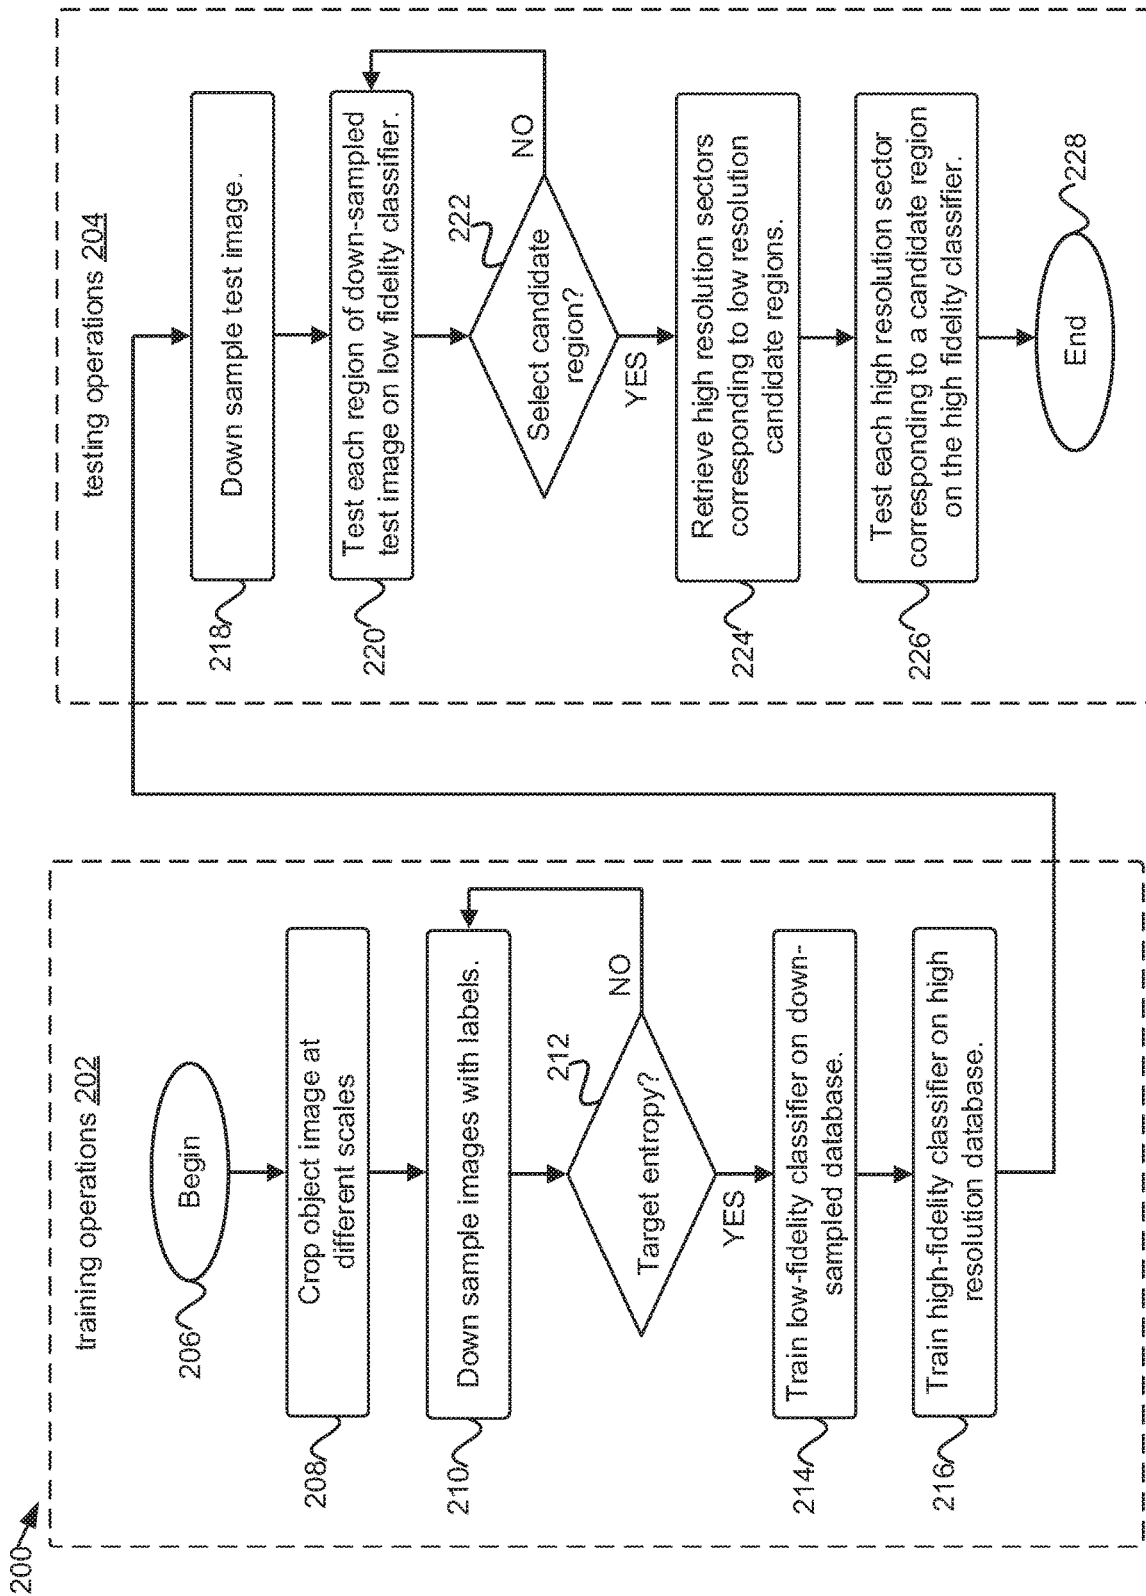 200
training operations 202
Begin
206
Crop object image at
different scales
208
Down sample images with labels.
210
Target entropy?
212
NO
YES
Train low-fidelity classifier on down-
sampled database.
214
Train high-fidelity classifier on high
resolution database.
216
testing operations 204
Down sample test image.
218
Test each region of down-sampled
test image on low fidelity classifier.
220
Select candidate
region?
222
NO
YES
Retrieve high resolution sectors
corresponding to low resolution
candidate regions.
224
Test each high resolution sector
corresponding to a candidate region
on the high fidelity classifier.
226
End
228